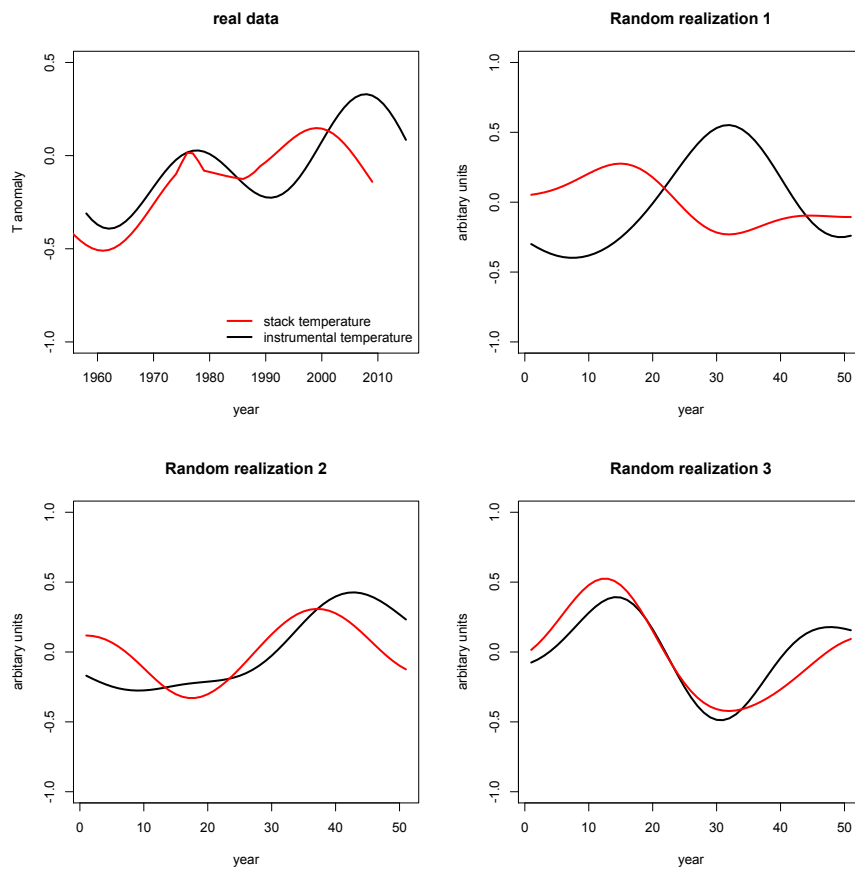 real data
T anomaly
0.5
0.0
-0.5
-1.0
stack temperature
instrumental temperature
1960 1970 1980 1990 2000 2010
year
Random realization 1
arbitary units
1.0
0.5
0.0
-0.5
-1.0
0 10 20 30 40 50
year
Random realization 2
arbitary units
1.0
0.5
0.0
-0.5
-1.0
0 10 20 30 40 50
year
Random realization 3
arbitary units
1.0
0.5
0.0
-0.5
-1.0
0 10 20 30 40 50
year